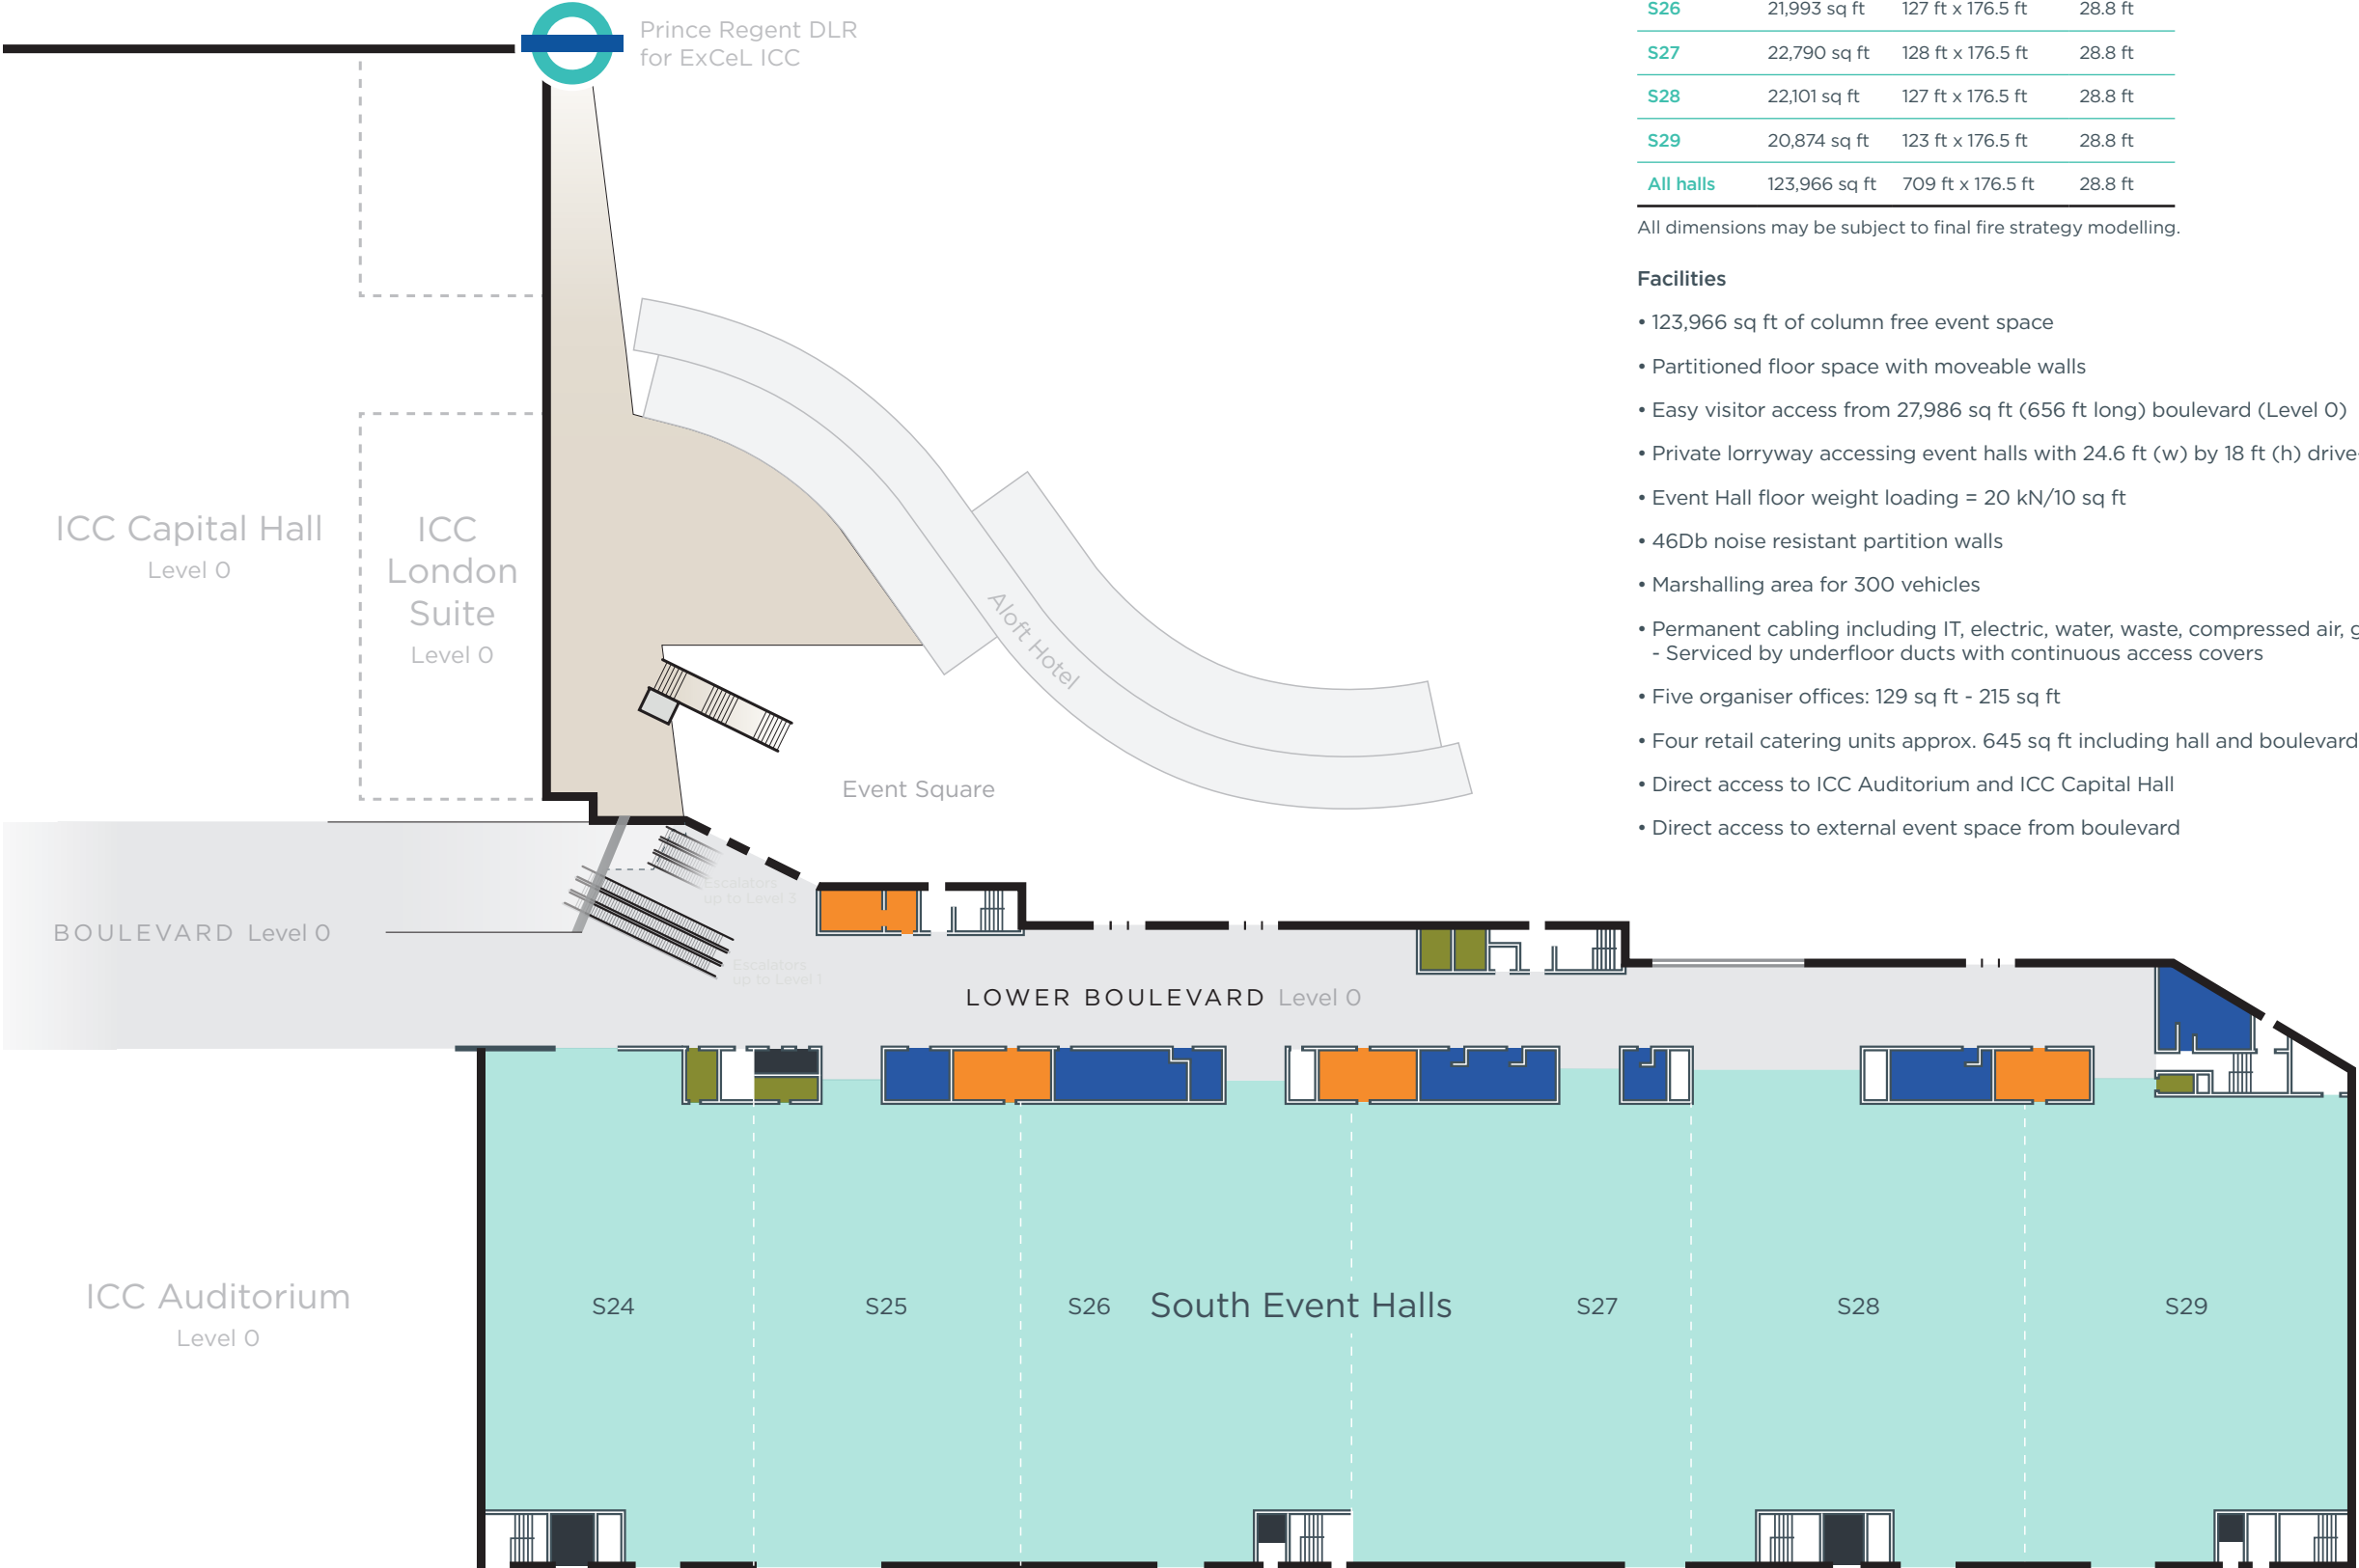 Prince Regent DLR
for ExCeL ICC
S26 21,993 sq ft 127 ft x 176.5 ft 28.8 ft
S27 22,790 sq ft 128 ft x 176.5 ft 28.8 ft
S28 22,101 sq ft 127 ft x 176.5 ft 28.8 ft
S29 20,874 sq ft 123 ft x 176.5 ft 28.8 ft
All halls 123,966 sq ft 709 ft x 176.5 ft 28.8 ft
All dimensions may be subject to final fire strategy modelling.
Facilities
• 123,966 sq ft of column free event space
• Partitioned floor space with moveable walls
• Easy visitor access from 27,986 sq ft (656 ft long) boulevard (Level 0)
• Private lorryway accessing event halls with 24.6 ft (w) by 18 ft (h) drive-
• Event Hall floor weight loading = 20 kN/10 sq ft
• 46Db noise resistant partition walls
• Marshalling area for 300 vehicles
• Permanent cabling including IT, electric, water, waste, compressed air, g
- Serviced by underfloor ducts with continuous access covers
• Five organiser offices: 129 sq ft - 215 sq ft
• Four retail catering units approx. 645 sq ft including hall and boulevard
• Direct access to ICC Auditorium and ICC Capital Hall
• Direct access to external event space from boulevard
ICC Capital Hall
Level 0
ICC
London
Suite
Level 0
Aloft Hotel
Event Square
Escalators
up to Level 3
BOULEVARD Level 0
Escalators
up to Level 1
LOWER BOULEVARD Level 0
ICC Auditorium
Level 0
S24
S25
S26
South Event Halls
S27
S28
S29